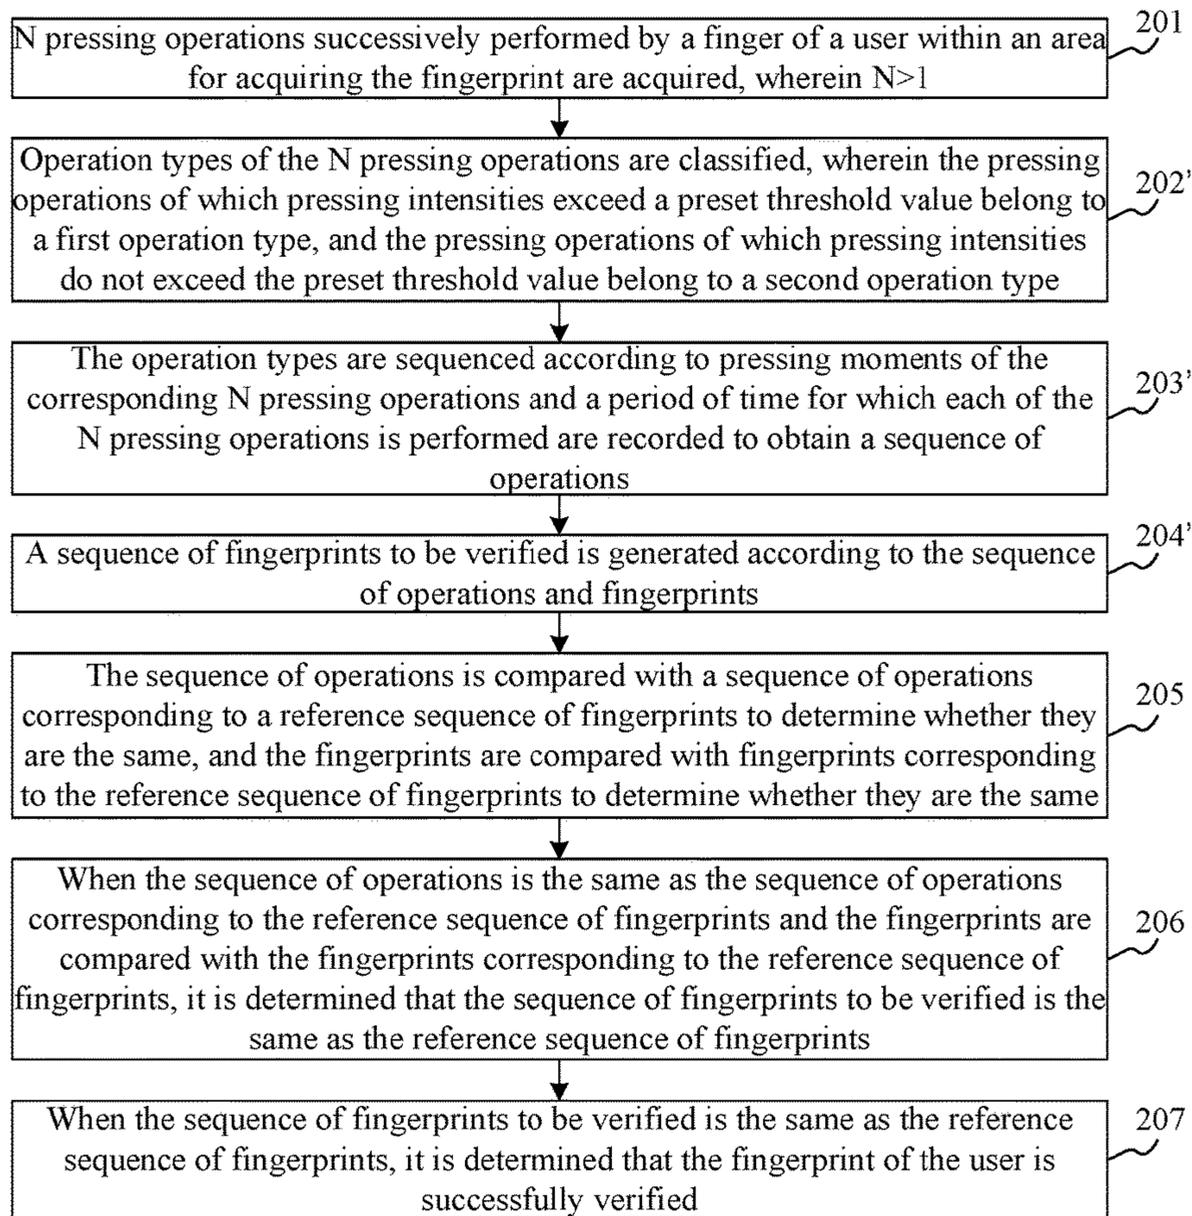 201
N pressing operations successively performed by a finger of a user within an area
for acquiring the fingerprint are acquired, wherein N>1
Operation types of the N pressing operations are classified, wherein the pressing
operations of which pressing intensities exceed a preset threshold value belong to
a first operation type, and the pressing operations of which pressing intensities
do not exceed the preset threshold value belong to a second operation type
202’
The operation types are sequenced according to pressing moments of the
corresponding N pressing operations and a period of time for which each of the
N pressing operations is performed are recorded to obtain a sequence of
operations
203’
A sequence of fingerprints to be verified is generated according to the sequence
of operations and fingerprints
204’
The sequence of operations is compared with a sequence of operations
corresponding to a reference sequence of fingerprints to determine whether they
are the same, and the fingerprints are compared with fingerprints corresponding
to the reference sequence of fingerprints to determine whether they are the same
205
When the sequence of operations is the same as the sequence of operations
corresponding to the reference sequence of fingerprints and the fingerprints are
compared with the fingerprints corresponding to the reference sequence of
fingerprints, it is determined that the sequence of fingerprints to be verified is the
same as the reference sequence of fingerprints
206
When the sequence of fingerprints to be verified is the same as the reference
sequence of fingerprints, it is determined that the fingerprint of the user is
successfully verified
207